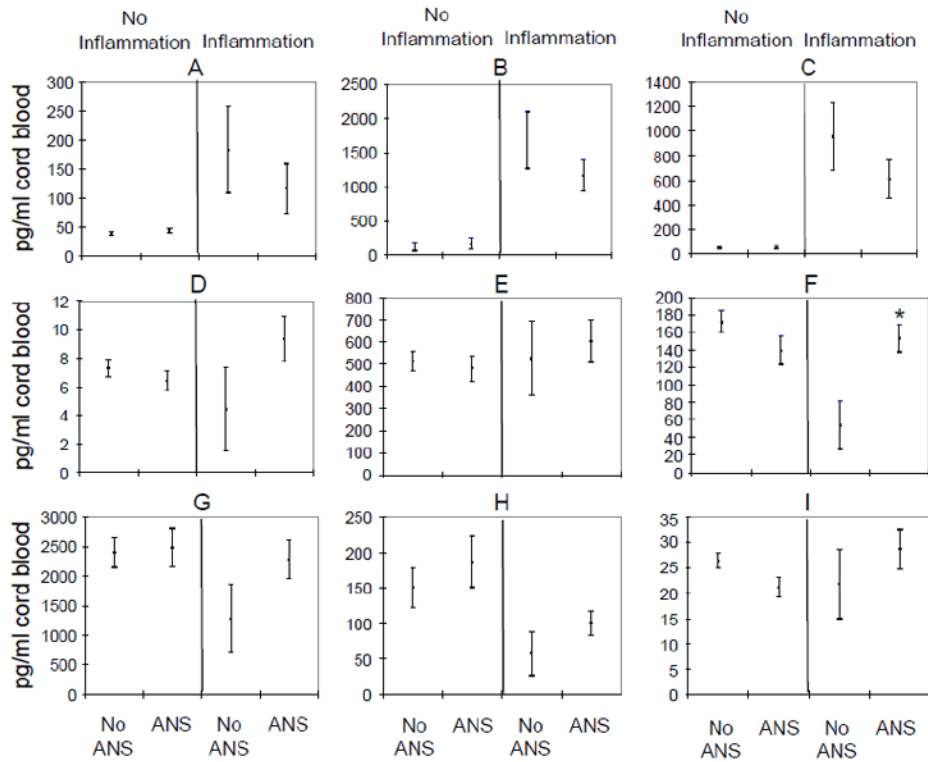 No Inflammation
Inflammation
No Inflammation
Inflammation
No Inflammation
Inflammation
A
B
C
pg/ml cord blood
300
250
200
150
100
50
0
2500
2000
1500
1000
500
0
1400
1200
1000
800
600
400
200
0
D
E
F
pg/ml cord blood
12
10
8
6
4
2
0
800
700
600
500
400
300
200
100
0
200
180
160
140
120
100
80
60
40
20
0
*
G
H
I
pg/ml cord blood
3000
2500
2000
1500
1000
500
0
250
200
150
100
50
0
35
30
25
20
15
10
5
0
No ANS
ANS
No ANS
ANS
No ANS
ANS
No ANS
ANS
No ANS
ANS
No ANS
ANS